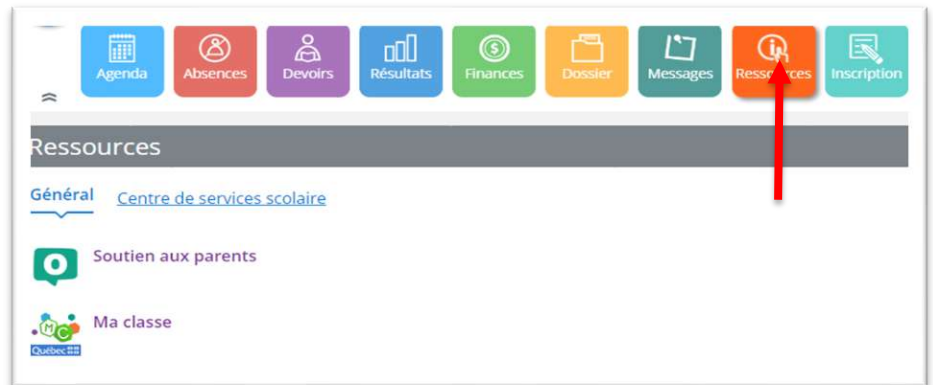 Agenda Absences Devoirs Résultats Finances Dossier Messages Ressources Inscription
Ressources
Général Centre de services scolaire
O Soutien aux parents
MC Ma classe
Québec